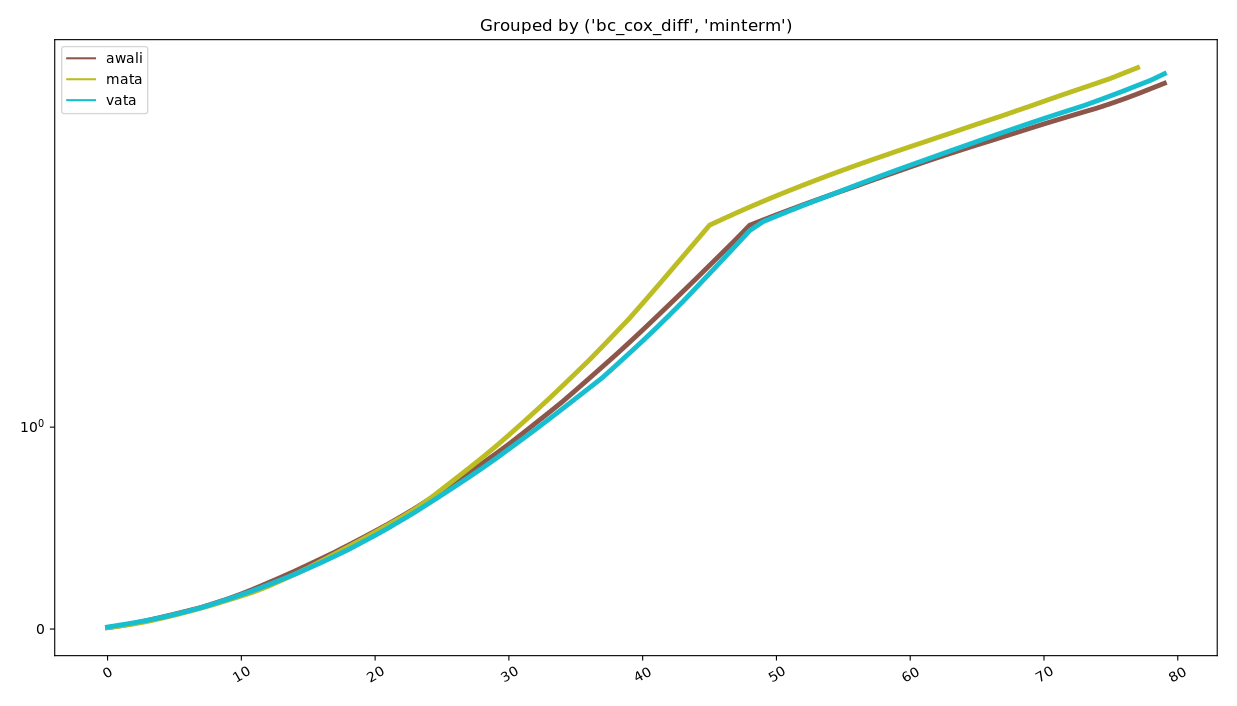 Grouped by ('bc_cox_diff', 'minterm')
awali
mata
vata
10⁰
0
0 10 20 30 40 50 60 70 80